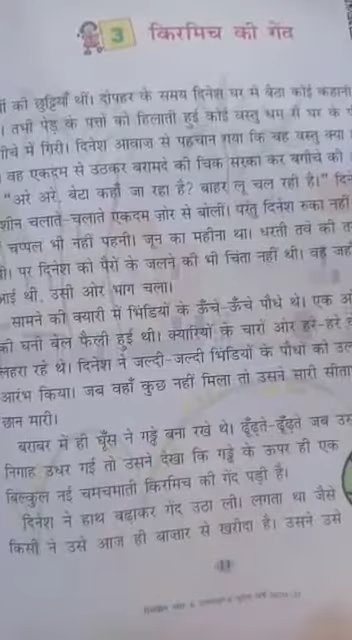 3 किरमिच की गेंद
की छुट्टियाँ थीं। दोपहर के समय दिनेश घर में बैठा कोई कहानी
। तभी पेड़ के पत्तों को हिलाती हुई कोई वस्तु धम से घर के
में गिरी। दिनेश आवाज़ से पहचान गया कि वह वस्तु क्या
वह एकदम से उठकर बरामदे की चिक सरका कर बगीचे की
"अरे अरे, बेटा कहाँ जा रहा है? बाहर लू चल रही है।"
चलाते-चलाते एकदम ज़ोर से बोलीं। परंतु दिनेश रुका नहीं
चप्पल भी नहीं पहनी। जून का महीना था। धरती तवे की
। पर दिनेश को पैरों के जलने की भी चिंता नहीं थी। वह
आई थी, उसी ओर भाग चला।
सामने की क्यारी में भिंडियों के ऊँचे-ऊँचे पौधे थे। एक
की घनी बेल फैली हुई थी। क्यारियों के चारों ओर हरे-हरे
लहरा रहे थे। दिनेश ने जल्दी-जल्दी भिंडियों के पौधों को
आरंभ किया। जब वहाँ कुछ नहीं मिला तो उसने सारी
छान मारी।
बराबर में ही घूँस ने गड्ढे बना रखे थे। ढूँढ़ते-ढूँढ़ते जब
निगाह उधर गई तो उसने देखा कि गड्ढे के ऊपर ही एक
बिल्कुल नई चमचमाती किरमिच की गेंद पड़ी है।
दिनेश ने हाथ बढ़ाकर गेंद उठा ली। लगता था जैसे
किसी ने उसे आज ही बाज़ार से खरीदा है। उसने उसे